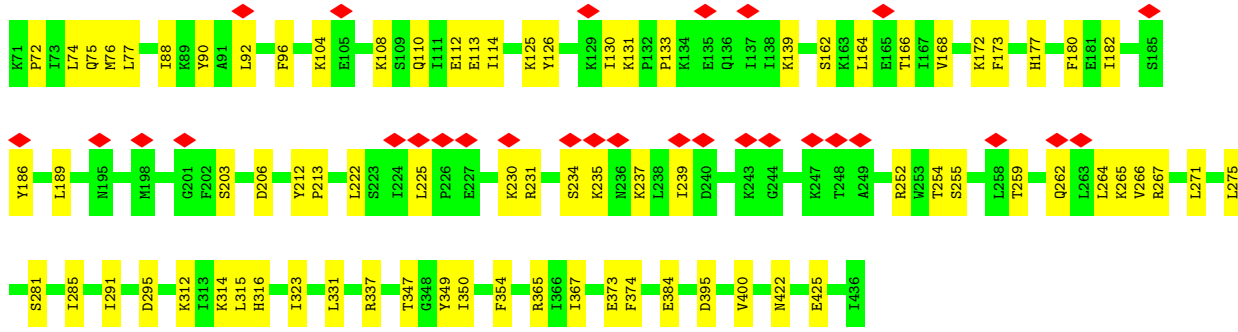 K71 P72 I73 L74 Q75 M76 L77 I88 K89 Y90 A91 L92 F96 K104 E105 K108 S109 Q110 I111 E112 E113 I114 K125 Y126 K129 I130 K131 P132 P133 K134 E135 Q136 I137 I138 K139 S162 K163 L164 E165 T166 I167 V168 K172 F173 H177 F180 E181 I182 S185
Y186 L189 N195 M198 G201 F202 S203 D206 Y212 P213 L222 S223 I224 L225 P226 E227 K230 R231 S234 K235 N236 K237 L238 I239 D240 K243 G244 K247 T248 A249 R252 W253 T254 S255 L258 T259 Q262 L263 L264 K265 V266 R267 L271 L275
S281 I285 I291 D295 K312 I313 K314 L315 H316 I323 L331 R337 T347 G348 Y349 I350 F354 R365 I366 I367 E373 F374 E384 D395 V400 N422 E425 I436